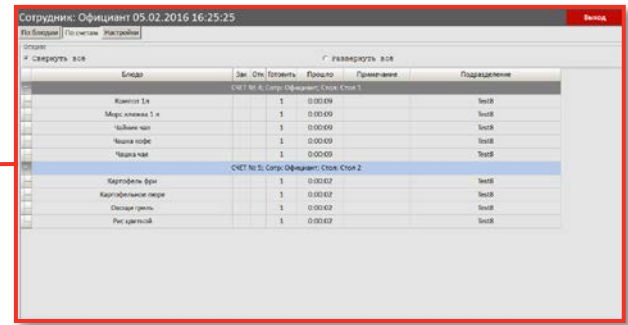 Сотрудник: Официант 05.02.2016 16:25:25 Выход
По блюдам По счетам Настройки
Свернуть всё Развернуть всё
Блюдо Зак Отк Готовить Прошло Примечание Подразделение
СЧЕТ № 4; Сотр: Официант; Стол: Стол 1
Компот 1л 1 0:00:09 Test8
Морс клюква 1 л 1 0:00:09 Test8
Чайник чая 1 0:00:09 Test8
Чашка кофе 1 0:00:09 Test8
Чашка чая 1 0:00:09 Test8
СЧЕТ № 5; Сотр: Официант; Стол: Стол 2
Картофель фри 1 0:00:02 Test8
Картофельное пюре 1 0:00:02 Test8
Овощи гриль 1 0:00:02 Test8
Рис цветной 1 0:00:02 Test8